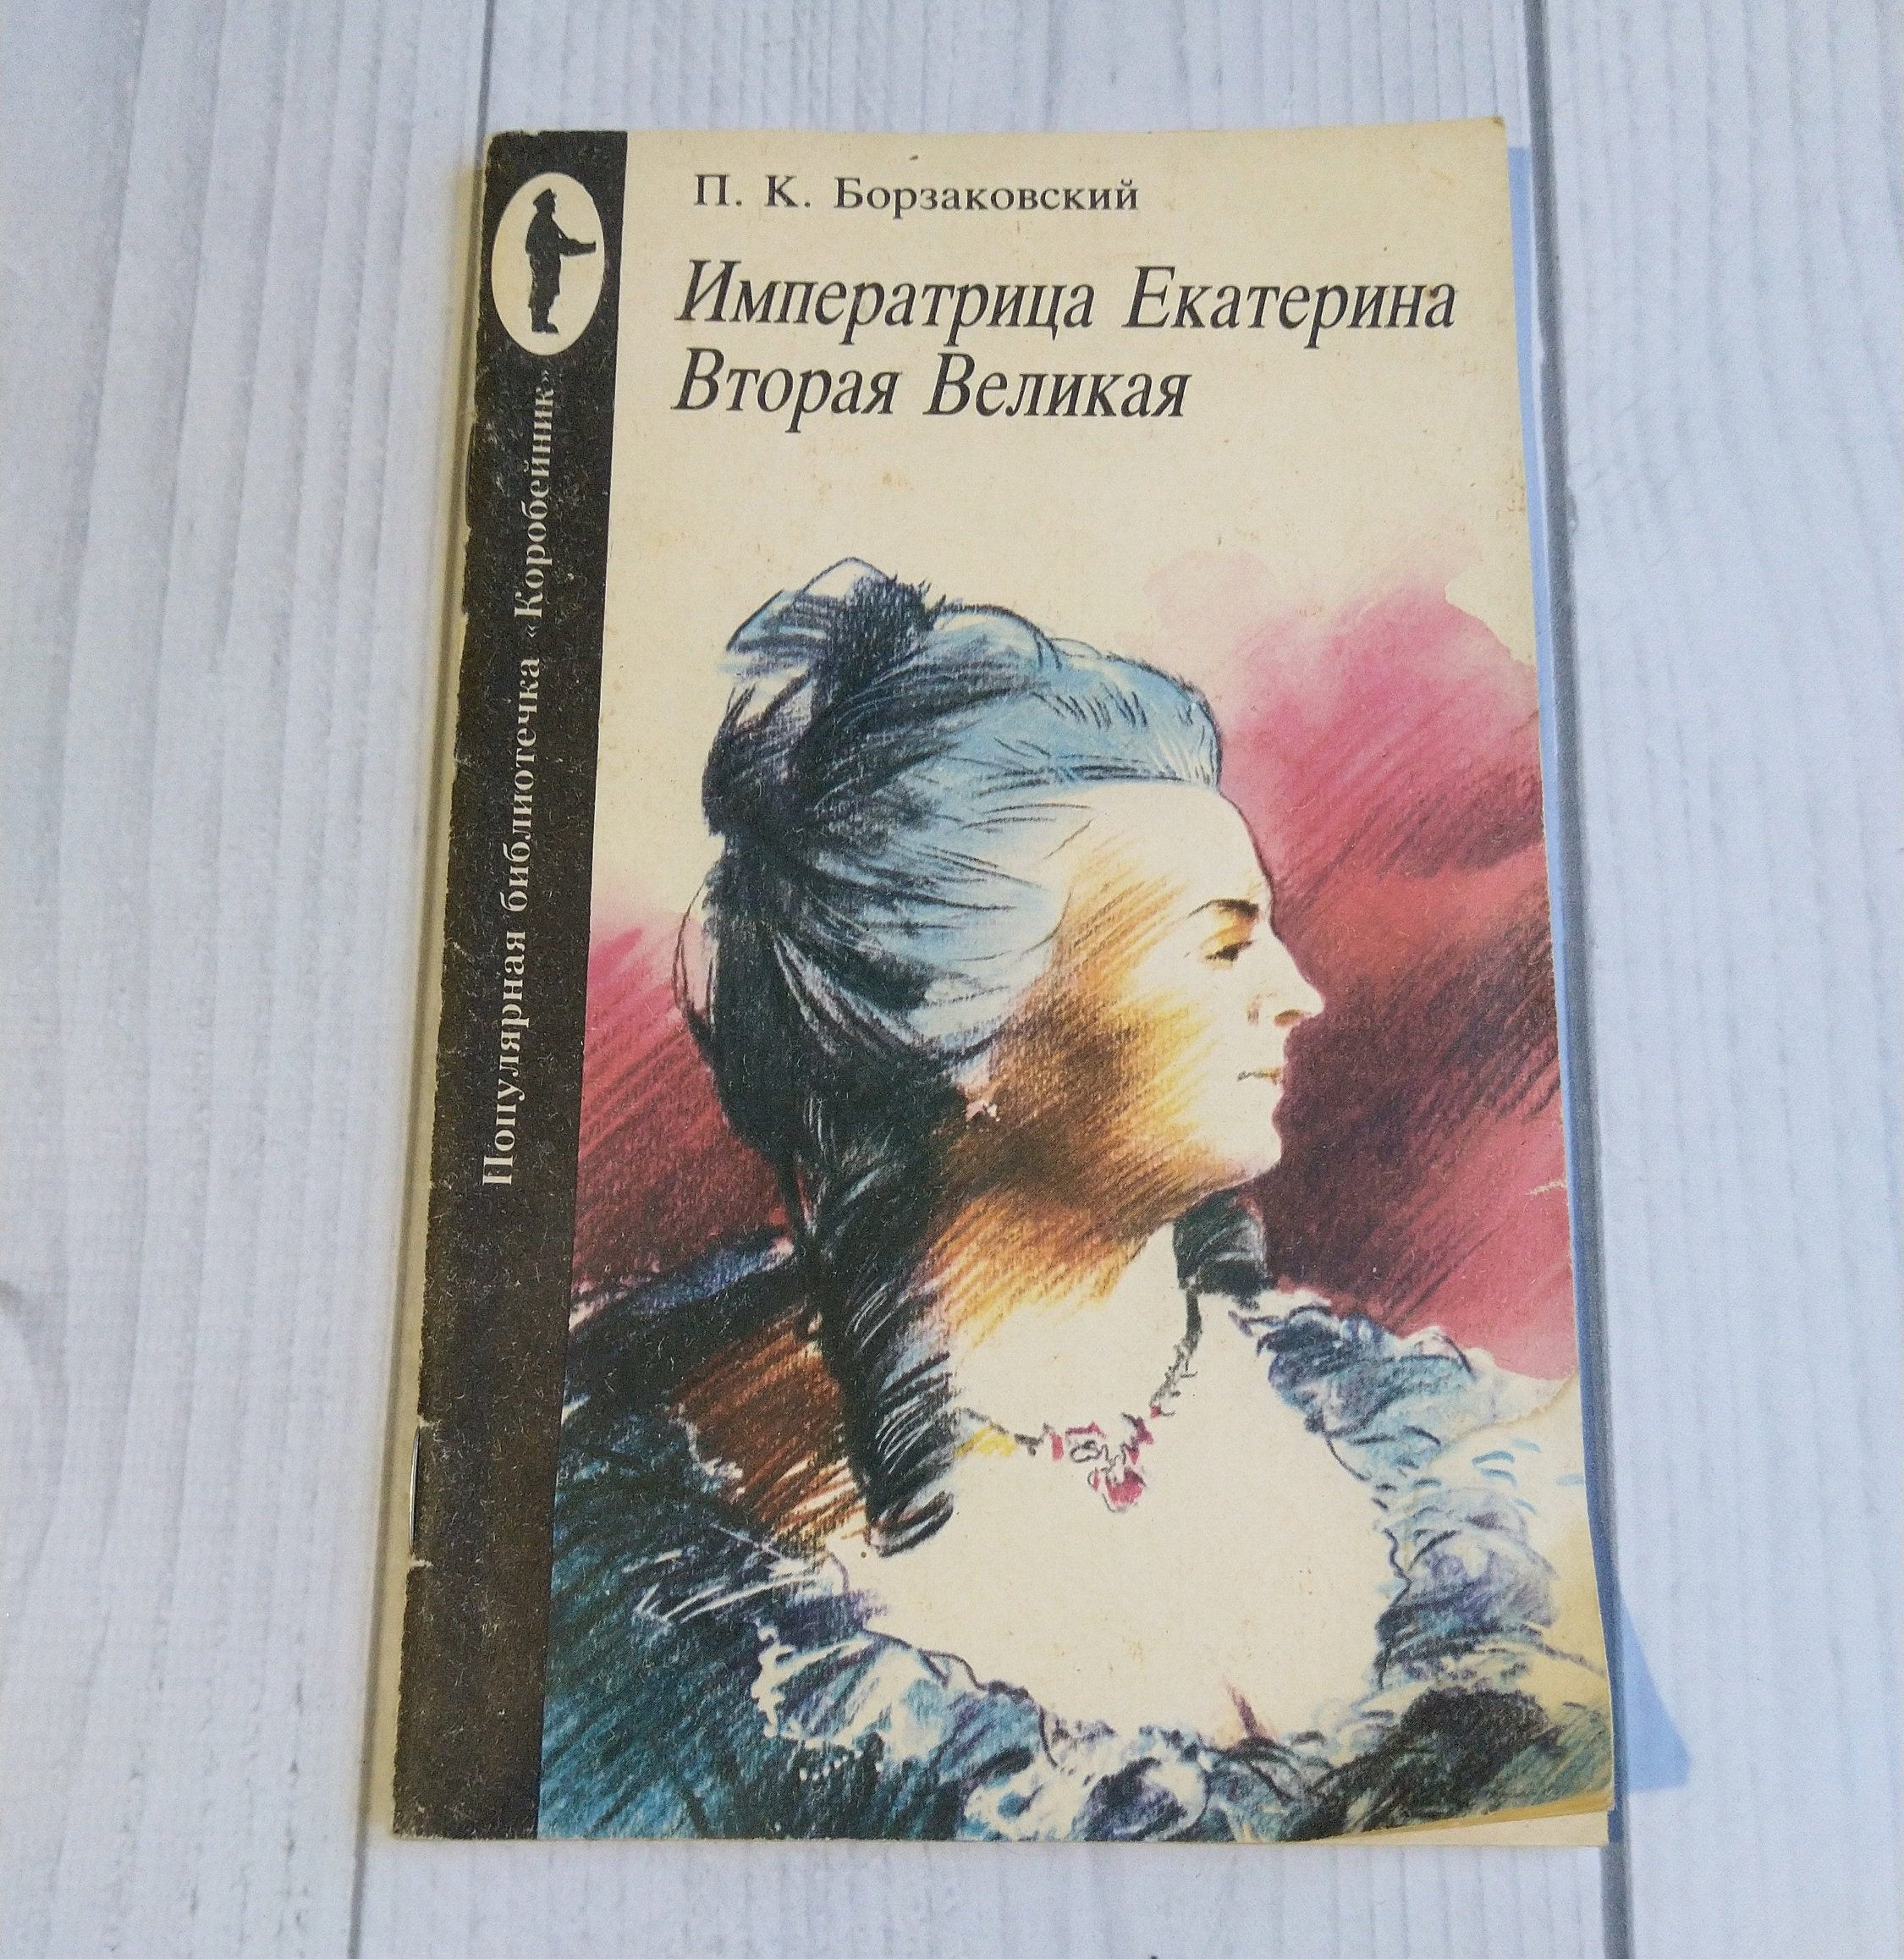 П. К. Борзаковский
Императрица Екатерина
Вторая Великая
Популярная библиотечка «Коробейник»